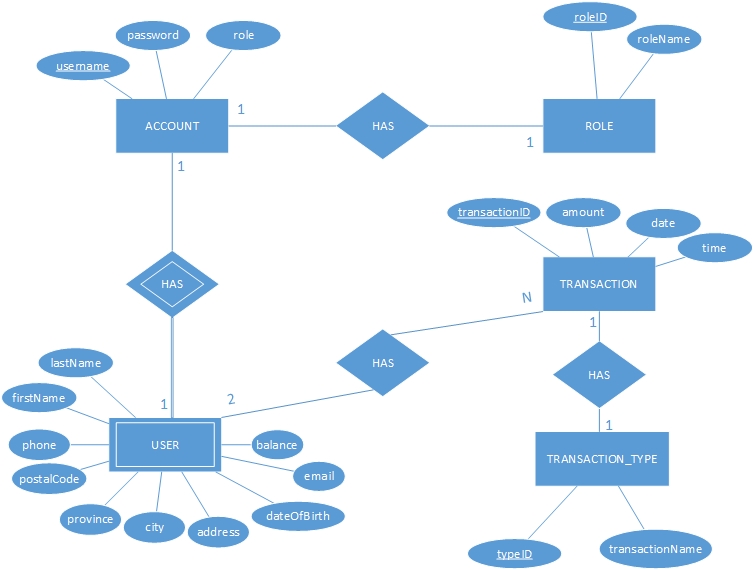 roleID
password
role
roleName
username
1
ACCOUNT
HAS
ROLE
1
1
transactionID
amount
date
time
HAS
TRANSACTION
N
1
lastName
HAS
HAS
firstName
2
1
1
phone
USER
balance
TRANSACTION_TYPE
postalCode
email
province
city
address
dateOfBirth
typeID
transactionName